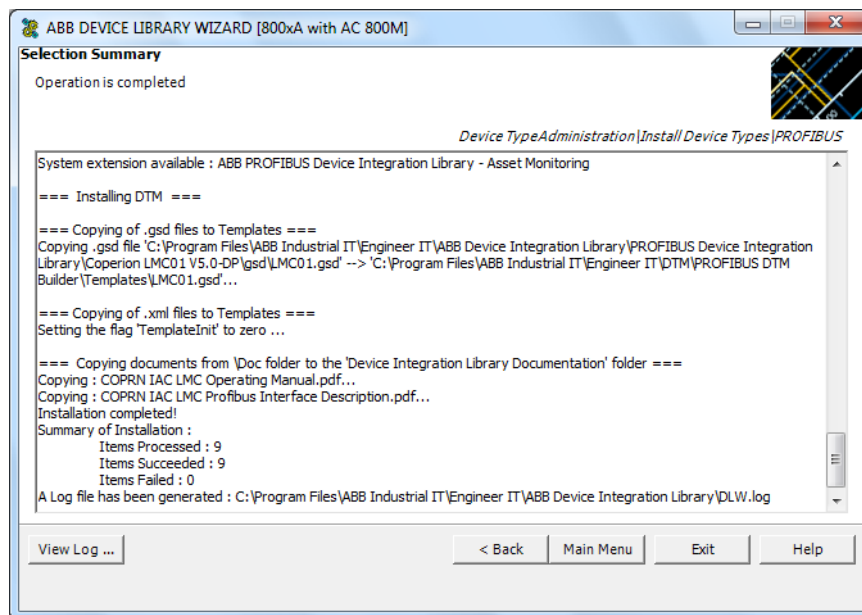 ABB DEVICE LIBRARY WIZARD [800xA with AC 800M]
Selection Summary
Operation is completed
Device TypeAdministration|Install Device Types|PROFIBUS
System extension available : ABB PROFIBUS Device Integration Library - Asset Monitoring
=== Installing DTM ===
=== Copying of .gsd files to Templates ===
Copying .gsd file 'C:\Program Files\ABB Industrial IT\Engineer IT\ABB Device Integration Library\PROFIBUS Device Integration
Library\Coperion LMC01 V5.0-DP\gsd\LMC01.gsd' --> 'C:\Program Files\ABB Industrial IT\Engineer IT\DTM\PROFIBUS DTM
Builder\Templates\LMC01.gsd'...
=== Copying of .xml files to Templates ===
Setting the flag 'TemplateInit' to zero ...
=== Copying documents from \Doc folder to the 'Device Integration Library Documentation' folder ===
Copying : COPRN IAC LMC Operating Manual.pdf...
Copying : COPRN IAC LMC Profibus Interface Description.pdf...
Installation completed!
Summary of Installation :
Items Processed : 9
Items Succeeded : 9
Items Failed : 0
A Log file has been generated : C:\Program Files\ABB Industrial IT\Engineer IT\ABB Device Integration Library\DLW.log
View Log ...
< Back
Main Menu
Exit
Help